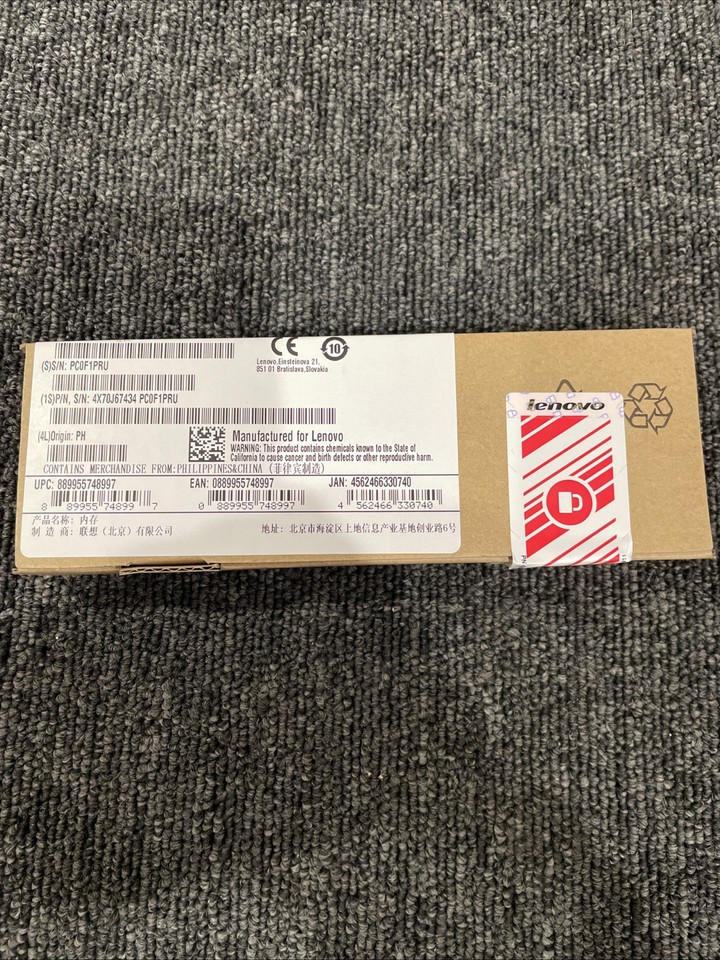 (S)S/N: PC0F1PRU
(1S)P/N, S/N: 4X70J67434 PC0F1PRU
(4L)Origin: PH
CE
10
Lenovo,Einsteinova 21,
851 01 Bratislava,Slovakia
Manufactured for Lenovo
WARNING: This product contains chemicals known to the State of
California to cause cancer and birth defects or other reproductive harm.
CONTAINS MERCHANDISE FROM:PHILIPPINES&CHINA (菲律宾制造)
UPC: 889955748997 EAN: 0889955748997 JAN: 4562466330740
8 89955 74899 7 0 889955 748997 4 562466 330740
产品名称: 内存
制 造 商: 联想（北京）有限公司 地址: 北京市海淀区上地信息产业基地创业路6号
lenovo